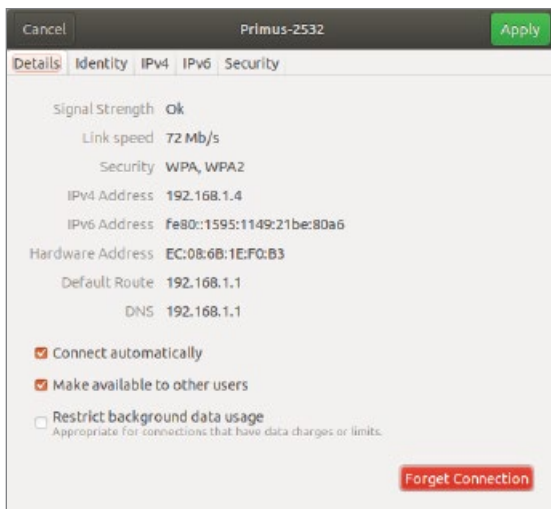 Cancel Primus-2532 Apply
Details Identity IPv4 IPv6 Security
Signal Strength Ok
Link speed 72 Mb/s
Security WPA, WPA2
IPv4 Address 192.168.1.4
IPv6 Address fe80::1595:1149:21be:80a6
Hardware Address EC:08:6B:1E:F0:B3
Default Route 192.168.1.1
DNS 192.168.1.1
Connect automatically
Make available to other users
Restrict background data usage
Appropriate for connections that have data charges or limits.
Forget Connection